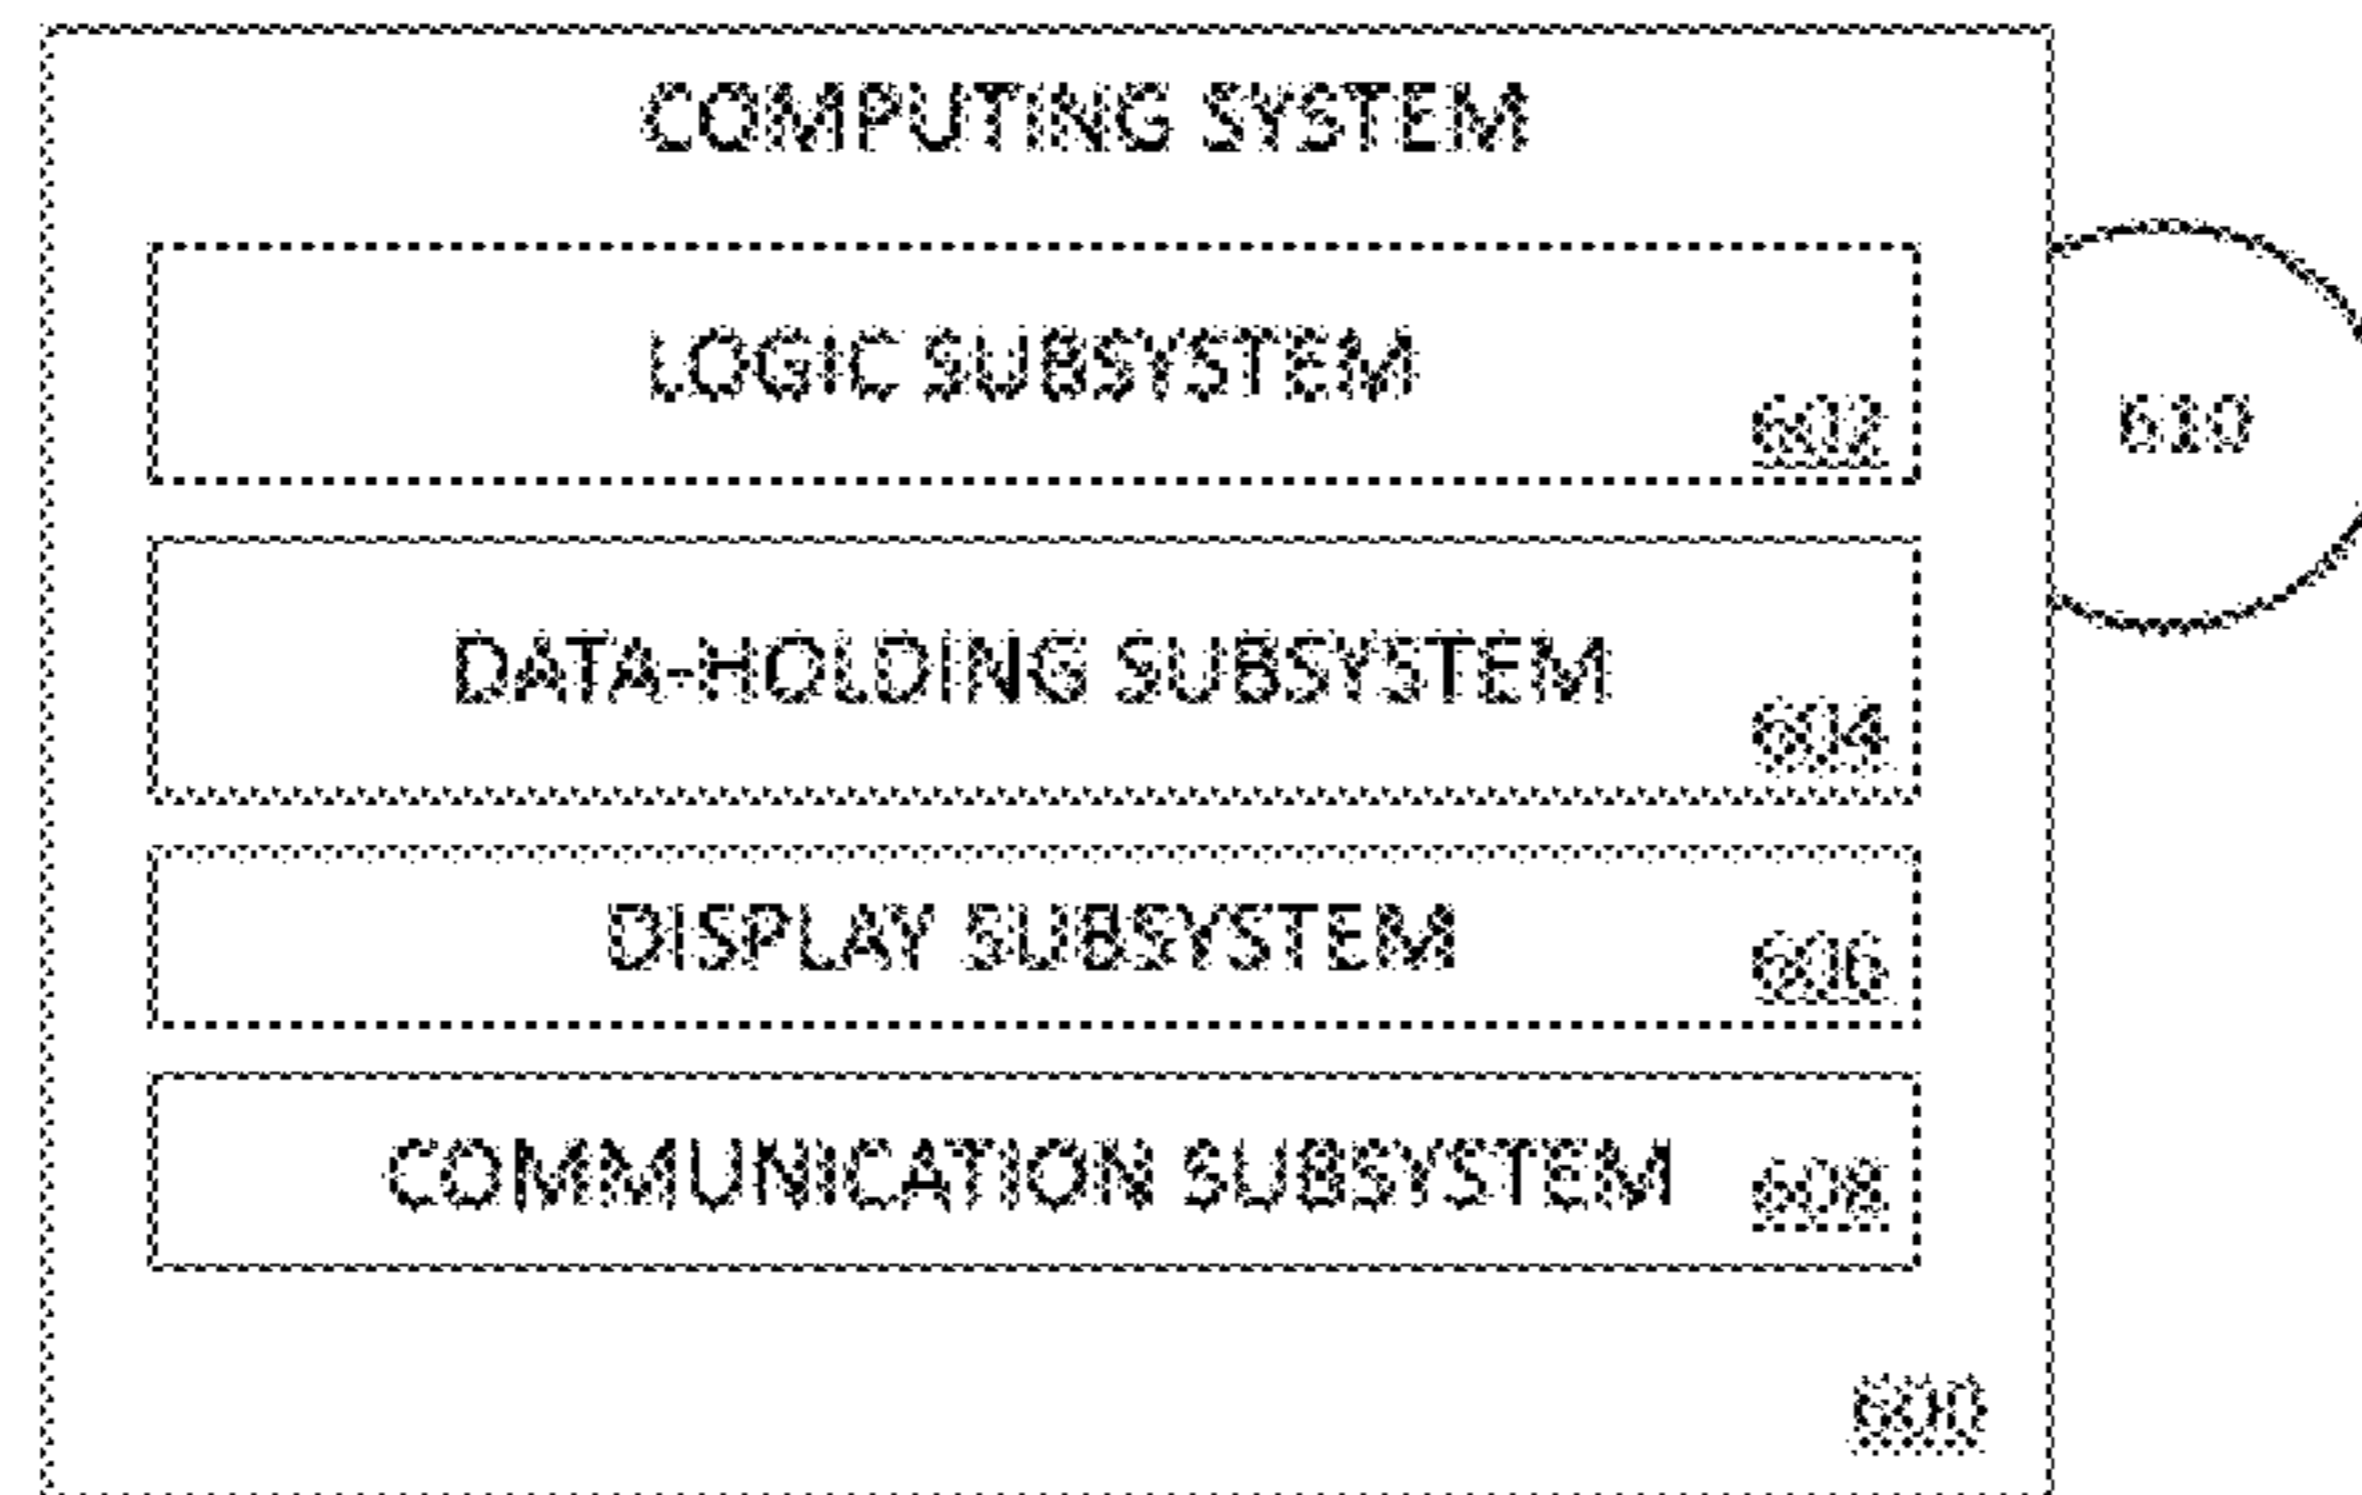 COMPUTING SYSTEM
LOGIC SUBSYSTEM
602
610
DATA-HOLDING SUBSYSTEM
604
DISPLAY SUBSYSTEM
606
COMMUNICATION SUBSYSTEM 608
600